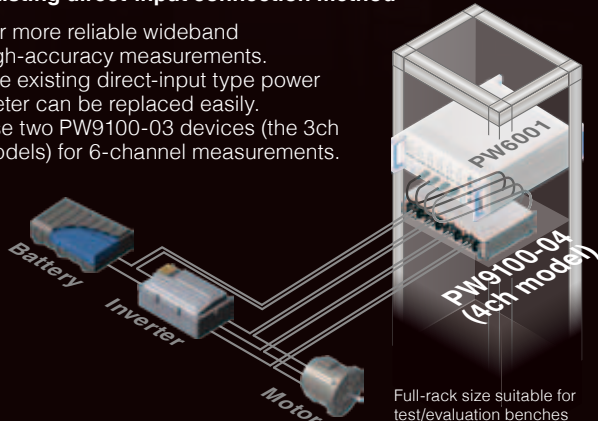 isting direct-input connection method
r more reliable wideband
gh-accuracy measurements.
e existing direct-input type power
eter can be replaced easily.
se two PW9100-03 devices (the 3ch
odels) for 6-channel measurements.
PW6001
PW9100-04
(4ch model)
Battery
Inverter
Motor
Full-rack size suitable for
test/evaluation benches